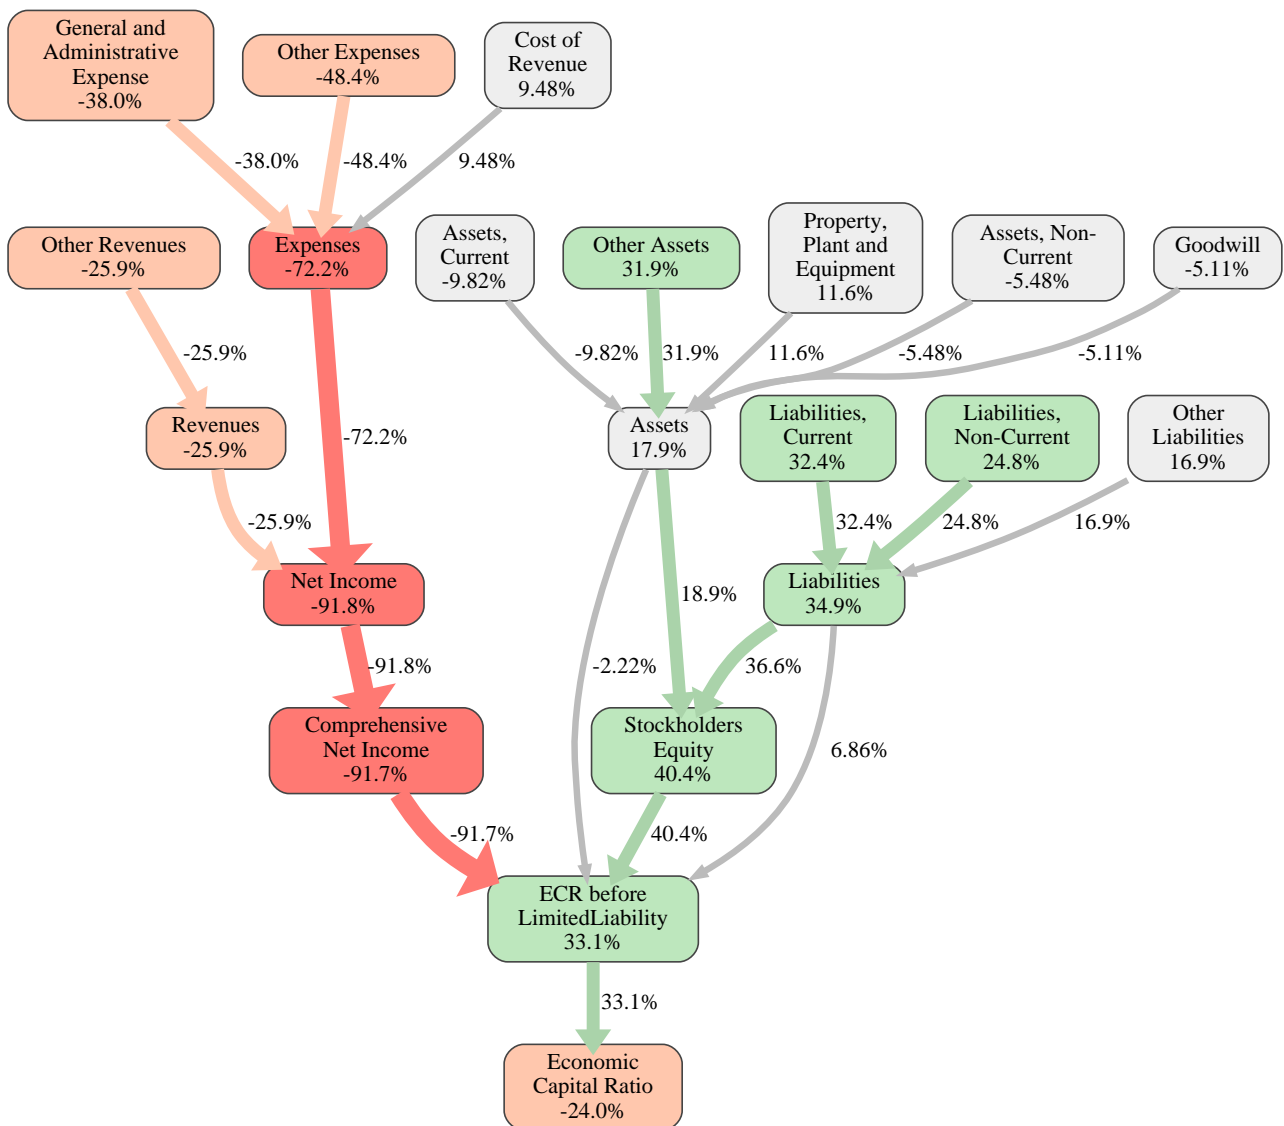 General and
Administrative
Expense
-38.0%
Other Expenses
-48.4%
Cost of
Revenue
9.48%
-38.0%
-48.4%
9.48%
Other Revenues
-25.9%
Expenses
-72.2%
Assets,
Current
-9.82%
Other Assets
31.9%
Property,
Plant and
Equipment
11.6%
Assets, Non-
Current
-5.48%
Goodwill
-5.11%
-25.9%
-9.82%
31.9%
11.6%
-5.48%
-5.11%
Revenues
-25.9%
-72.2%
Assets
17.9%
Liabilities,
Current
32.4%
Liabilities,
Non-Current
24.8%
Other
Liabilities
16.9%
-25.9%
32.4%
24.8%
16.9%
Net Income
-91.8%
18.9%
Liabilities
34.9%
-91.8%
-2.22%
36.6%
Comprehensive
Net Income
-91.7%
Stockholders
Equity
40.4%
6.86%
-91.7%
40.4%
ECR before
LimitedLiability
33.1%
33.1%
Economic
Capital Ratio
-24.0%